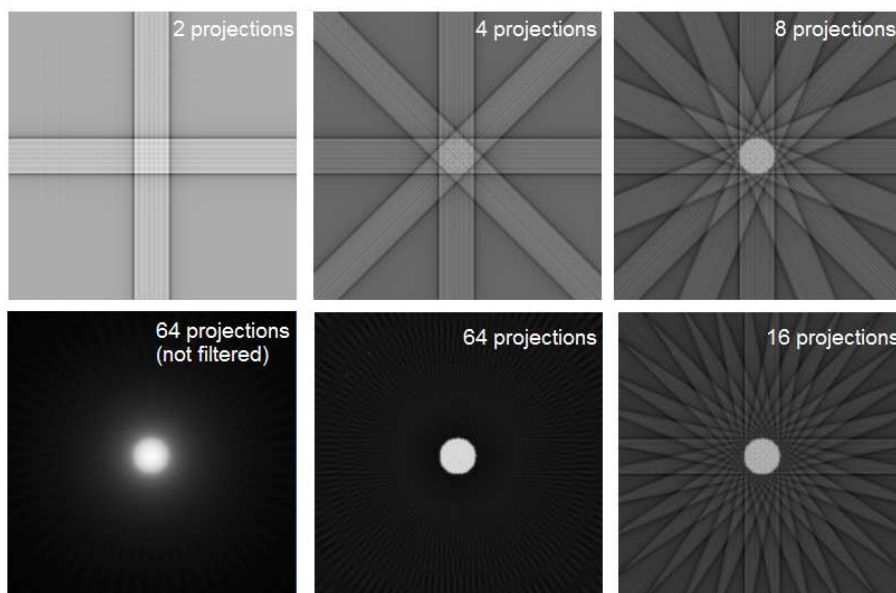 2 projections
4 projections
8 projections
64 projections
(not filtered)
64 projections
16 projections